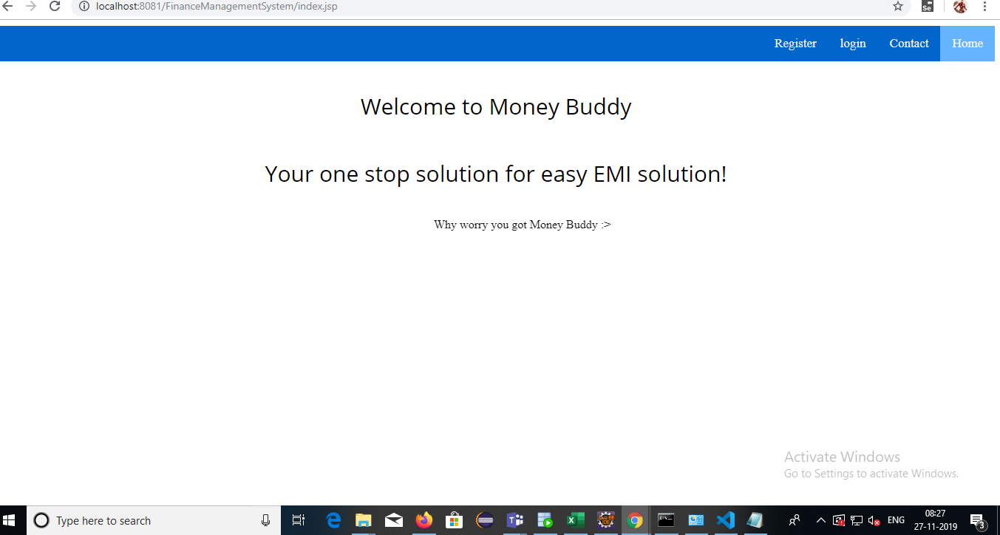 localhost:8081/FinanceManagementSystem/index.jsp
Se
Register login Contact Home
Welcome to Money Buddy
Your one stop solution for easy EMI solution!
Why worry you got Money Buddy :>
Activate Windows
Go to Settings to activate Windows.
Type here to search
ENG
08:27
27-11-2019
3